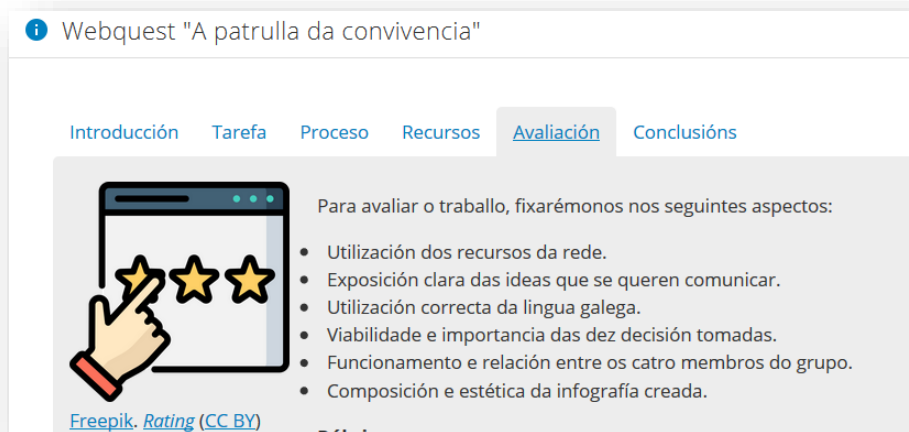 Webquest "A patrulla da convivencia"
Introducción Tarefa Proceso Recursos Avaliación Conclusións
Para avaliar o traballo, fixarémonos nos seguintes aspectos:
Utilización dos recursos da rede.
Exposición clara das ideas que se queren comunicar.
Utilización correcta da lingua galega.
Viabilidade e importancia das dez decisión tomadas.
Funcionamento e relación entre os catro membros do grupo.
Composición e estética da infografía creada.
Freepik. Rating (CC BY)